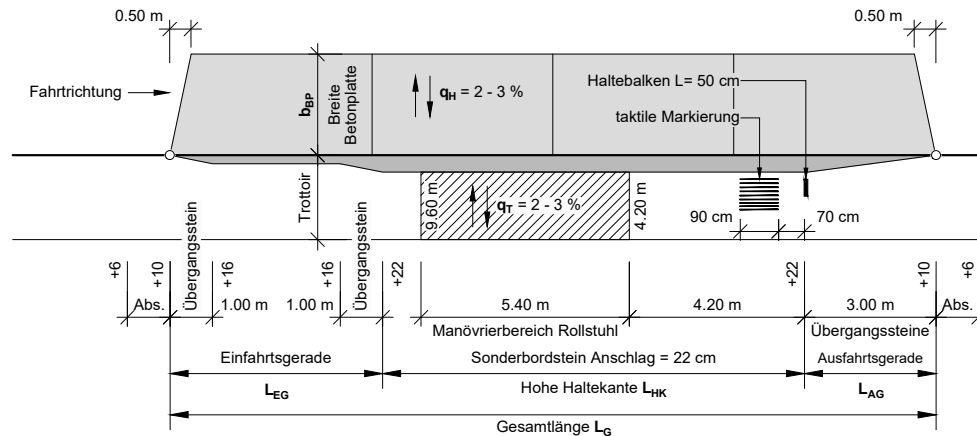 0.50 m
0.50 m
Fahrtrichtung
b_BP
Breite
Betonplatte
q_H = 2 - 3 %
Haltebalken L= 50 cm
taktile Markierung
Trottoir
9.60 m
q_T = 2 - 3 %
4.20 m
90 cm
70 cm
+6
+10
Übergangsstein
+16
+16
Übergangsstein
+22
+22
+10
+6
Abs.
1.00 m
1.00 m
5.40 m
4.20 m
3.00 m
Abs.
Manövrierbereich Rollstuhl
Übergangssteine
Einfahrtsgerade
Sonderbordstein Anschlag = 22 cm
Ausfahrtsgerade
L_EG
Hohe Haltekante L_HK
L_AG
Gesamtlänge L_G